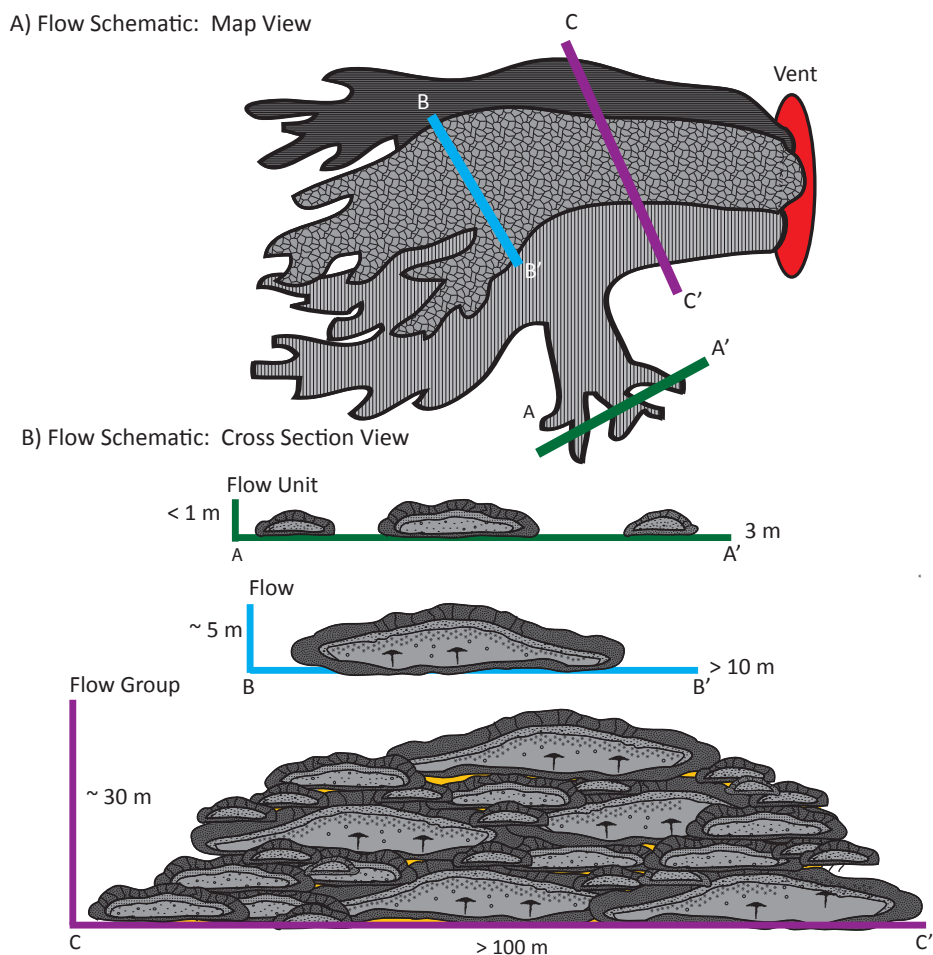 A) Flow Schematic: Map View
C
Vent
B
B'
C'
A'
A
B) Flow Schematic: Cross Section View
Flow Unit
< 1 m
3 m
A
A'
Flow
~ 5 m
> 10 m
B
B'
Flow Group
~ 30 m
C
> 100 m
C'